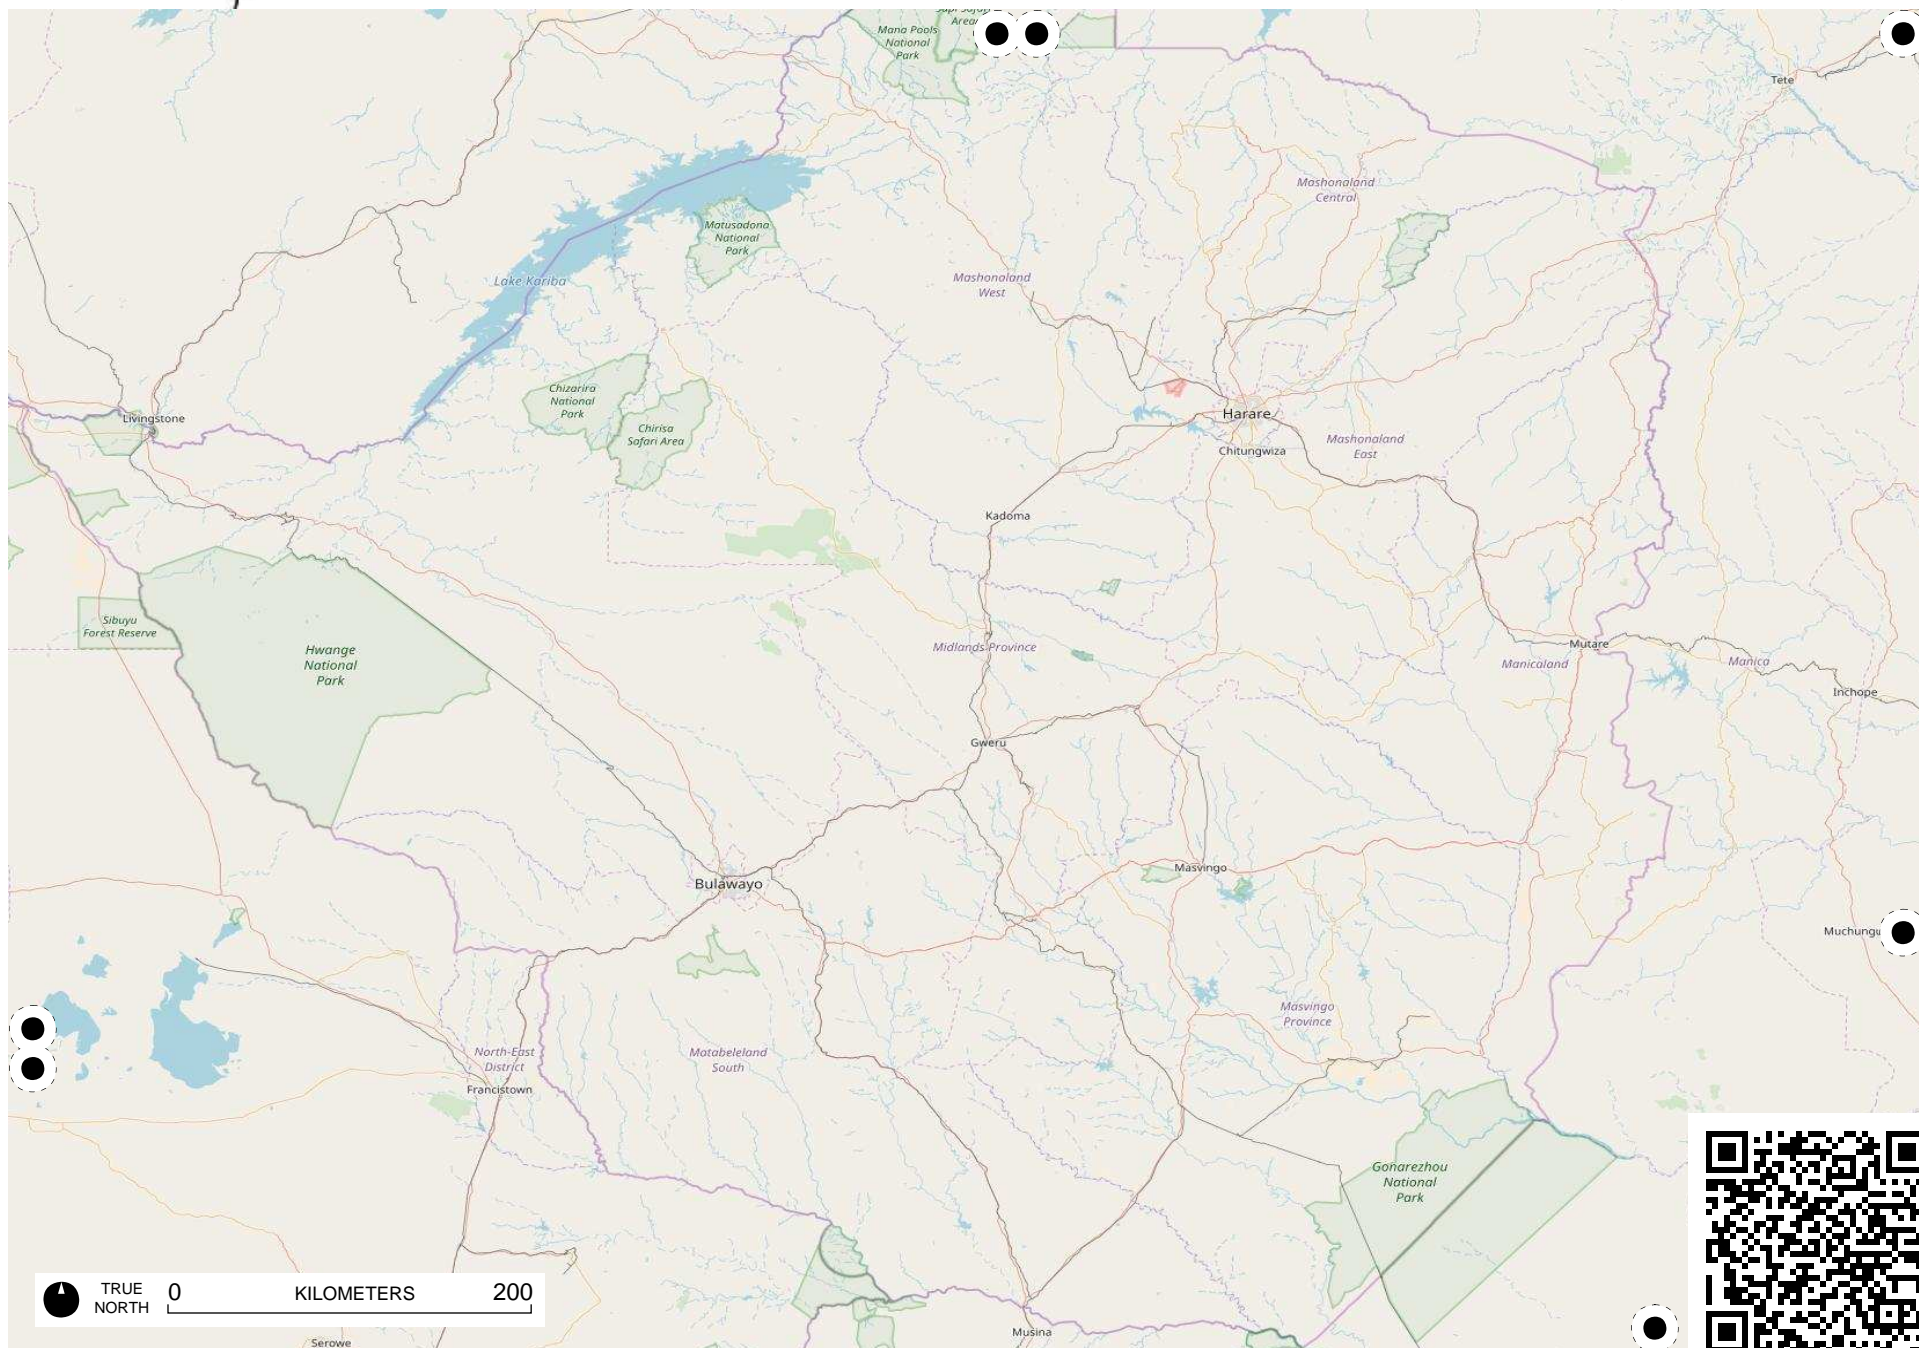 Sapi Safari
Area
Mana Pools
National
Park
Tete
Mashonaland
Central
Matusadona
National
Park
Lake Kariba
Mashonaland
West
Chizarira
National
Park
Livingstone
Chirisa
Safari Area
Harare
Mashonaland
East
Chitungwiza
Kadoma
Sibuyu
Forest Reserve
Hwange
National
Park
Midlands Province
Mutare
Manicaland
Manica
Inchope
Gweru
Masvingo
Bulawayo
Muchungu
Masvingo
Province
North-East
District
Matabeleland
South
Francistown
Gonarezhou
National
Park
TRUE
NORTH
0 KILOMETERS 200
Musina
Serowe